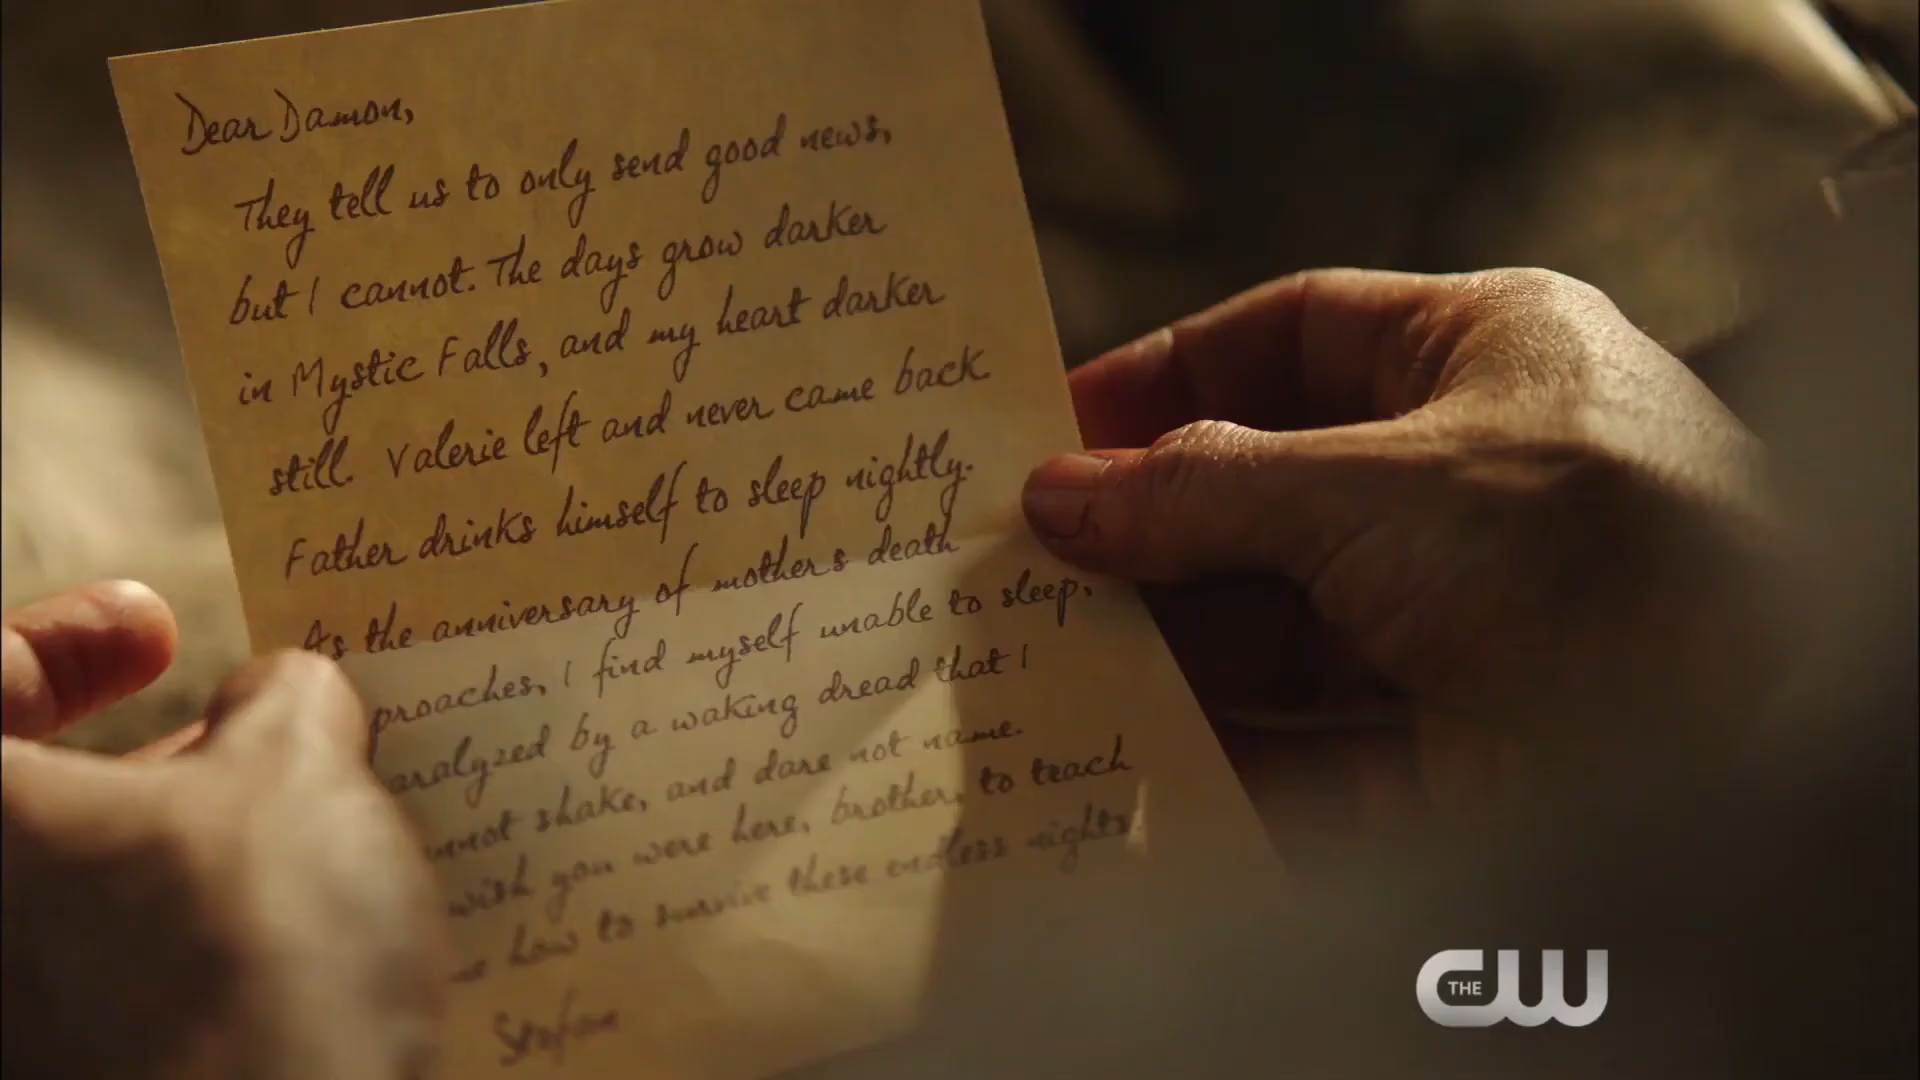 Dear Damon,
They tell us to only send good news,
but I cannot. The days grow darker
in Mystic Falls, and my heart darker
still. Valerie left and never came back
Father drinks himself to sleep nightly.
As the anniversary of mother's death
proaches, I find myself unable to sleep,
aralyzed by a waking dread that I
nnot shake, and dare not name.
wish you were here, brother, to teach
how to survive these endless nights
Stefan
THE CW